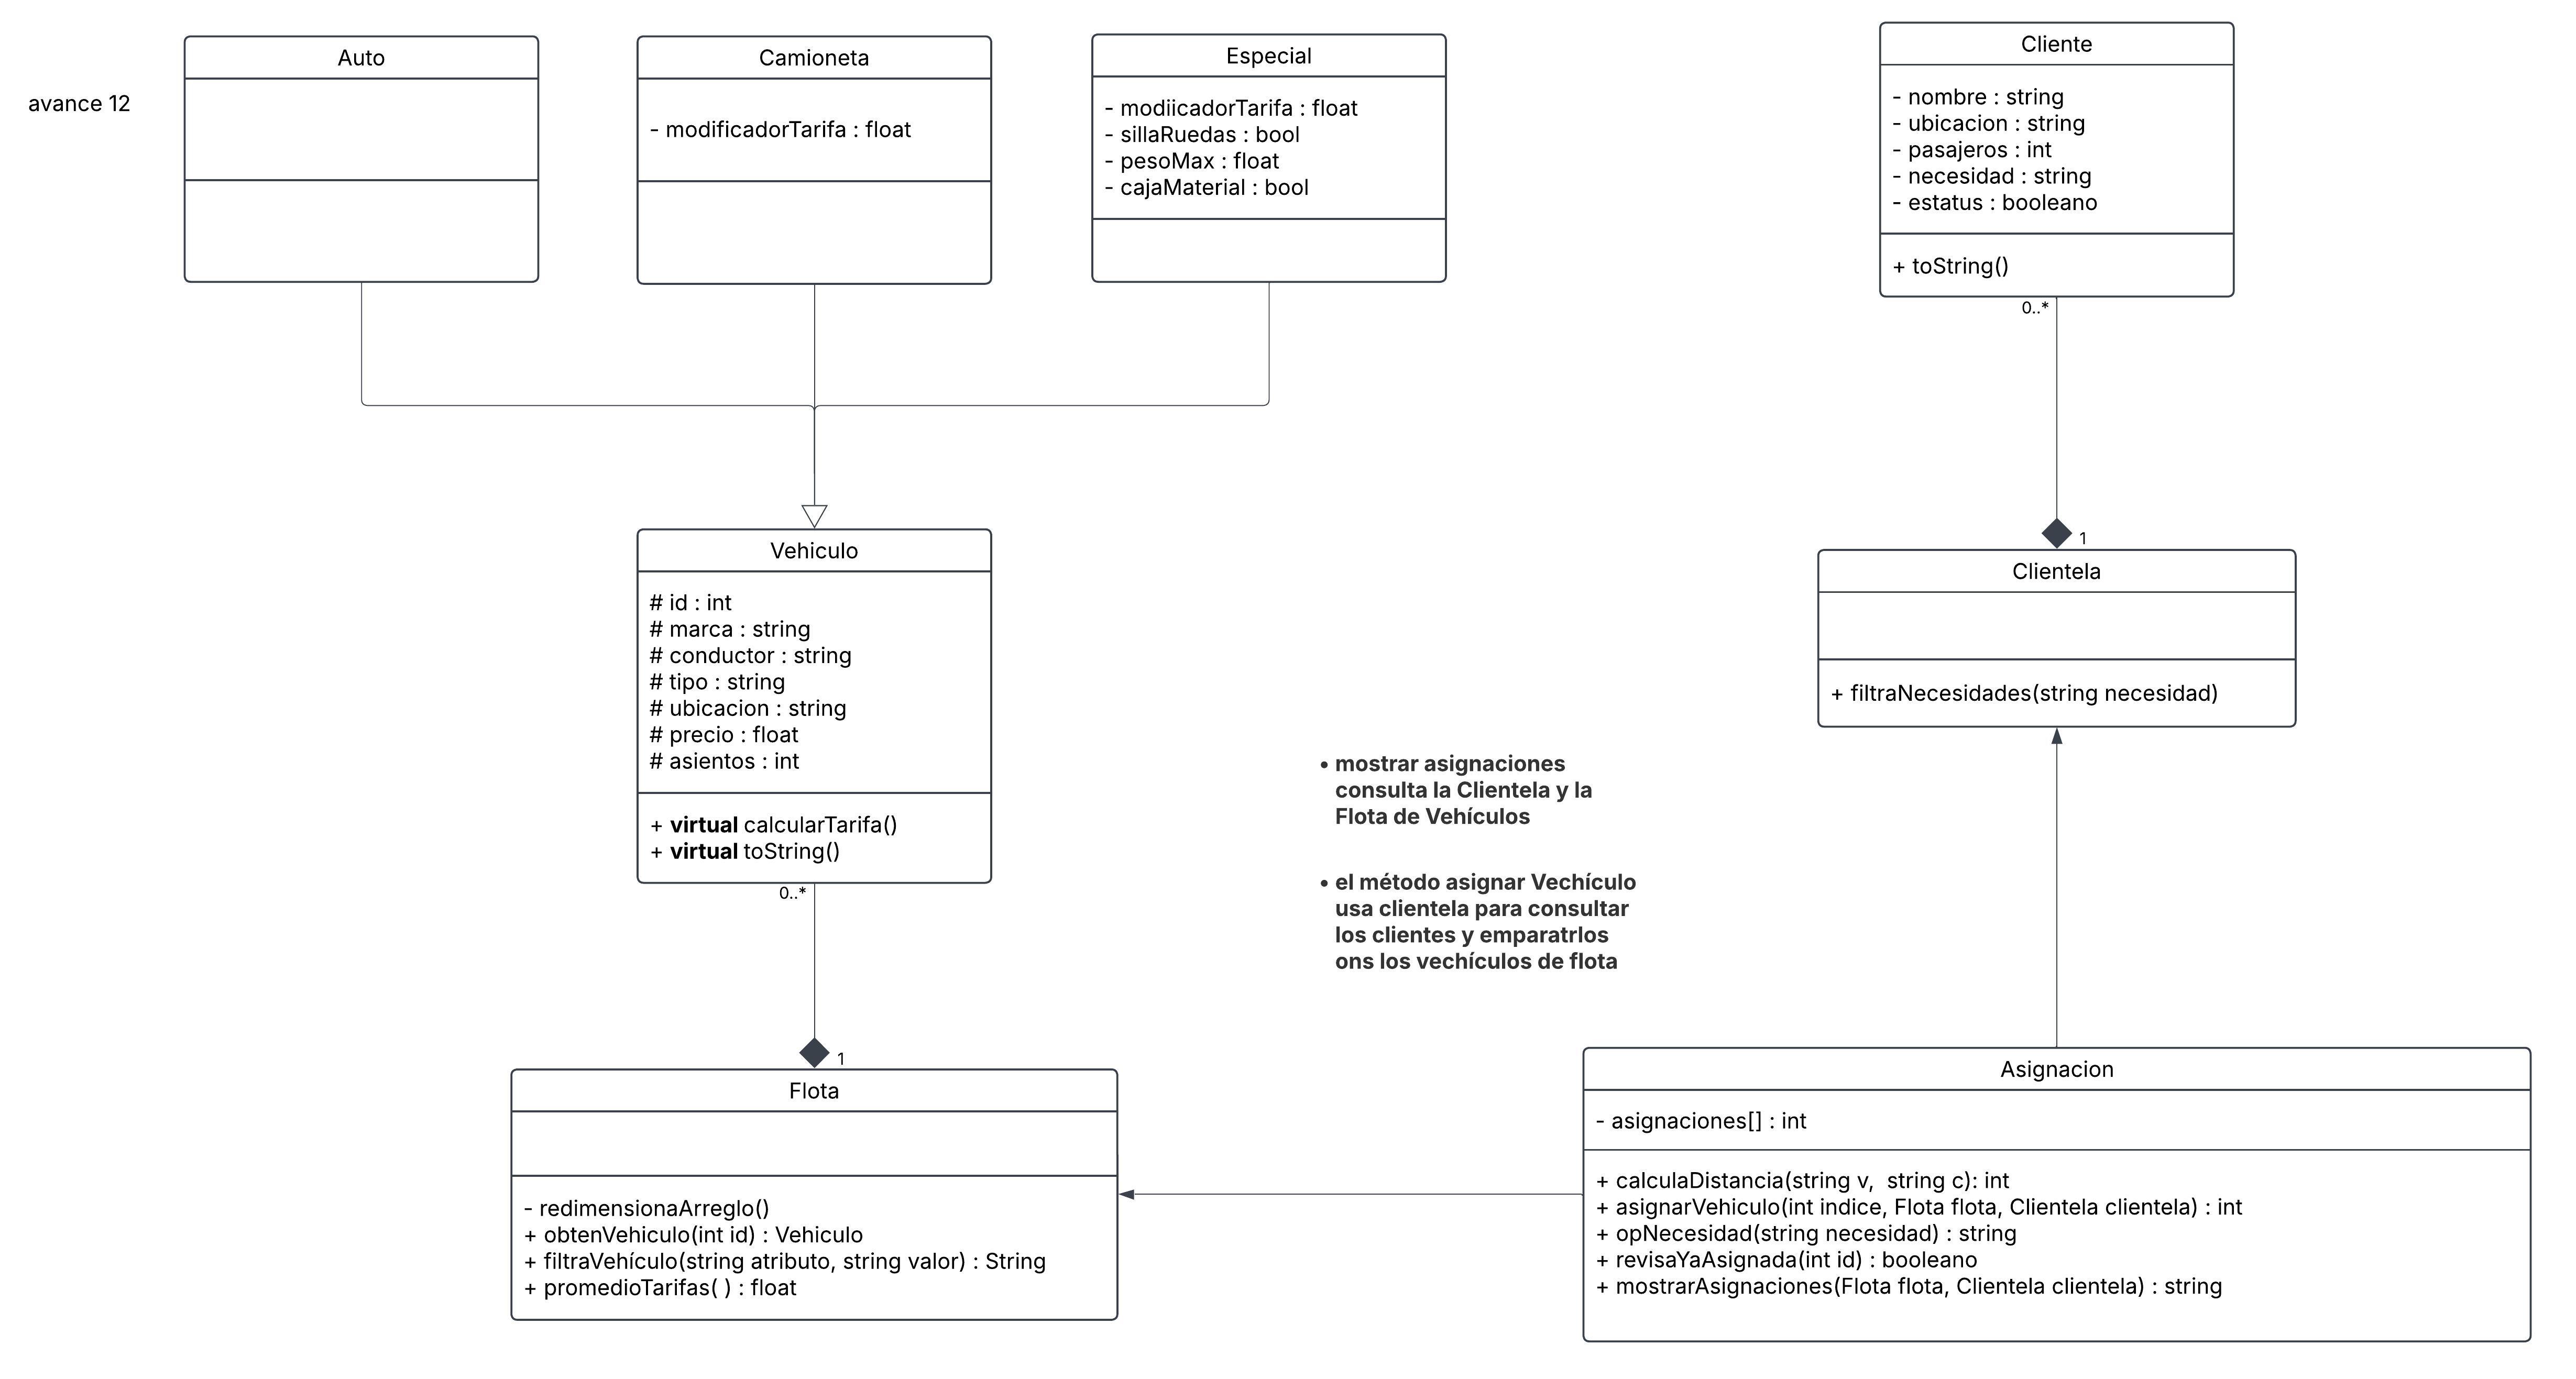 avance 12
Auto
Camioneta
- modificadorTarifa : float
Especial
- modiicadorTarifa : float
- sillaRuedas : bool
- pesoMax : float
- cajaMaterial : bool
Cliente
- nombre : string
- ubicacion : string
- pasajeros : int
- necesidad : string
- estatus : booleano
+ toString()
0..*
1
Vehiculo
# id : int
# marca : string
# conductor : string
# tipo : string
# ubicacion : string
# precio : float
# asientos : int
+ virtual calcularTarifa()
+ virtual toString()
0..*
1
Clientela
+ filtraNecesidades(string necesidad)
• mostrar asignaciones
consulta la Clientela y la
Flota de Vehículos
• el método asignar Vechículo
usa clientela para consultar
los clientes y emparatrlos
ons los vechículos de flota
Flota
- redimensionaArreglo()
+ obtenVehiculo(int id) : Vehiculo
+ filtraVehículo(string atributo, string valor) : String
+ promedioTarifas( ) : float
Asignacion
- asignaciones[] : int
+ calculaDistancia(string v,  string c): int
+ asignarVehiculo(int indice, Flota flota, Clientela clientela) : int
+ opNecesidad(string necesidad) : string
+ revisaYaAsignada(int id) : booleano
+ mostrarAsignaciones(Flota flota, Clientela clientela) : string